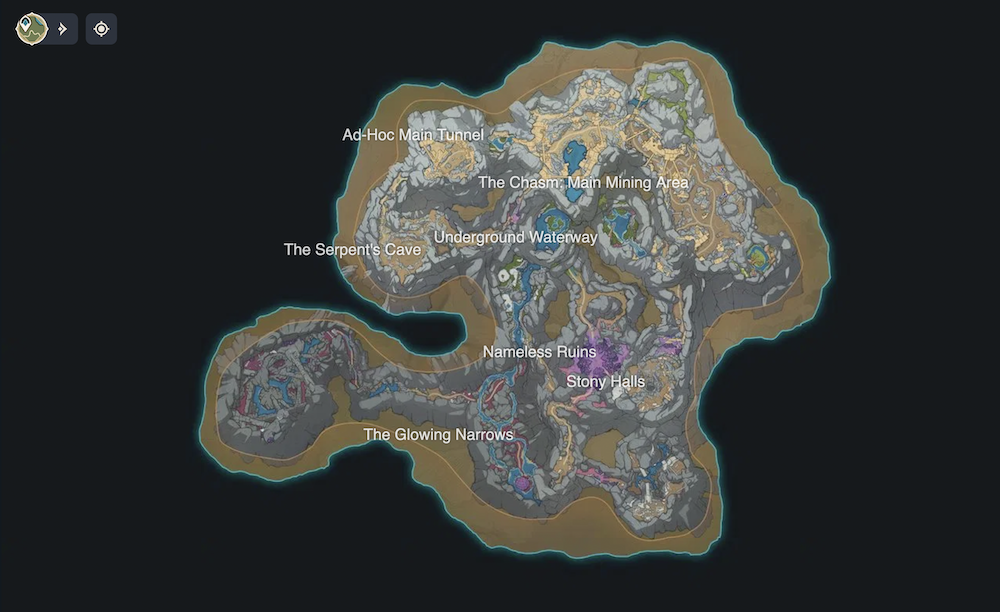 Ad-Hoc Main Tunnel
The Chasm: Main Mining Area
Underground Waterway
The Serpent's Cave
Nameless Ruins
Stony Halls
The Glowing Narrows